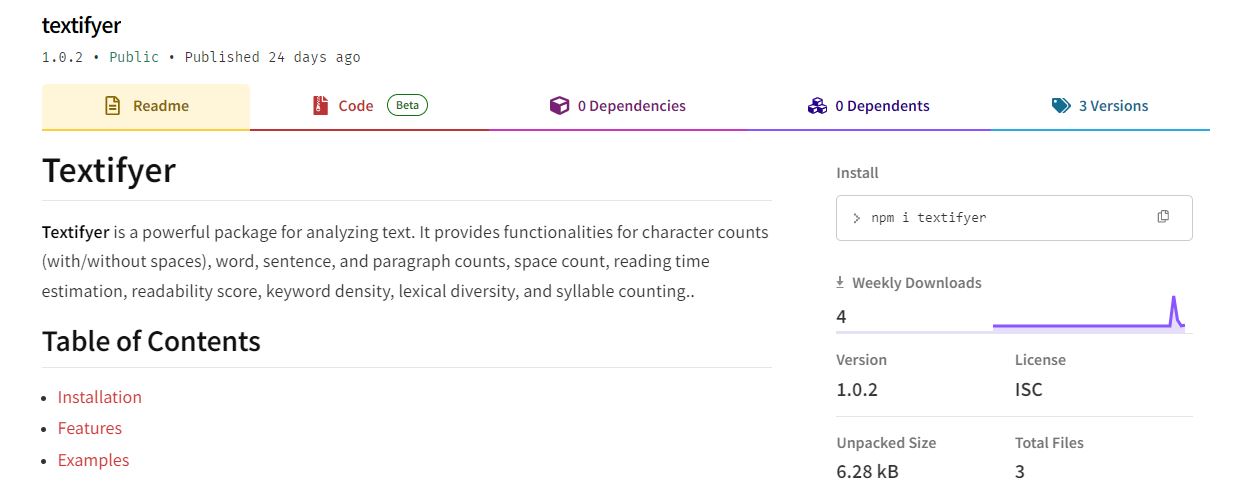 textifyer
1.0.2 • Public • Published 24 days ago
Readme
Code Beta
0 Dependencies
0 Dependents
3 Versions
Textifyer
Textifyer is a powerful package for analyzing text. It provides functionalities for character counts
(with/without spaces), word, sentence, and paragraph counts, space count, reading time
estimation, readability score, keyword density, lexical diversity, and syllable counting..
Table of Contents
• Installation
• Features
• Examples
Install
> npm i textifyer
Weekly Downloads
4
Version
1.0.2
License
ISC
Unpacked Size
6.28 kB
Total Files
3